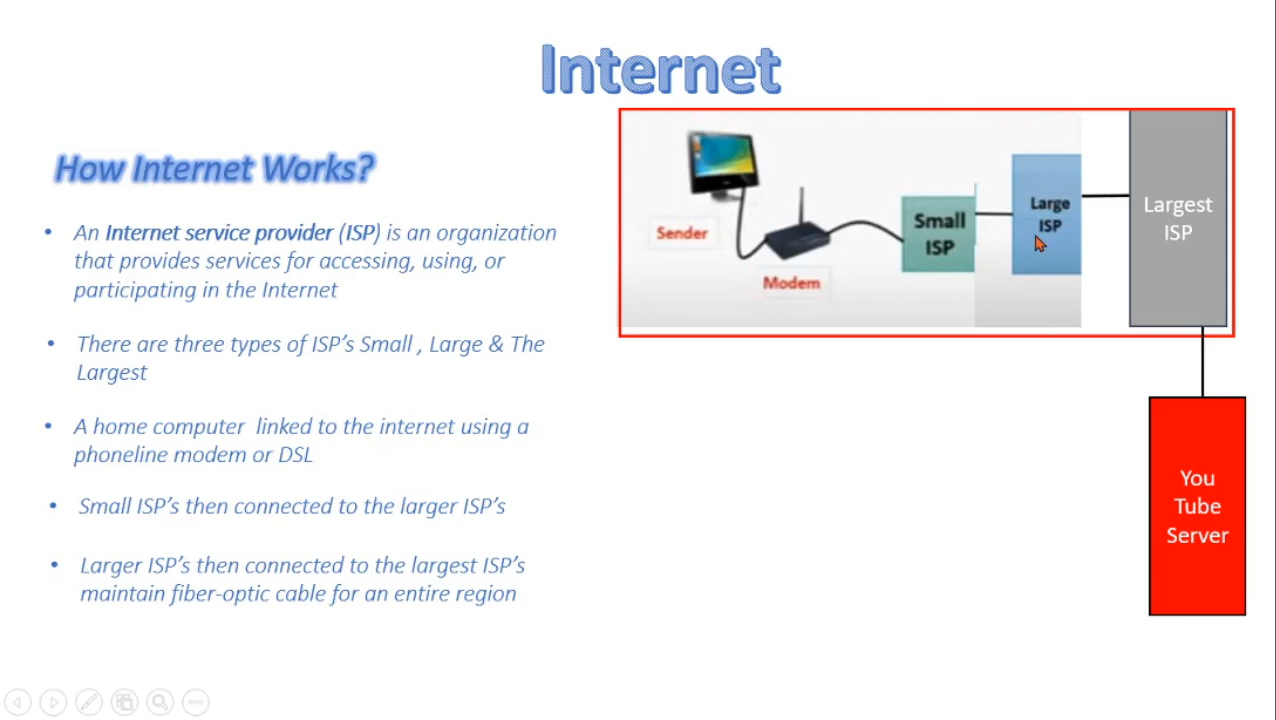 Internet
How Internet Works?
• An Internet service provider (ISP) is an organization
that provides services for accessing, using, or
participating in the Internet
• There are three types of ISP’s Small , Large & The
Largest
• A home computer linked to the internet using a
phoneline modem or DSL
• Small ISP’s then connected to the larger ISP’s
• Larger ISP’s then connected to the largest ISP’s
maintain fiber-optic cable for an entire region
Sender
Modem
Small
ISP
Large
ISP
Largest
ISP
You
Tube
Server